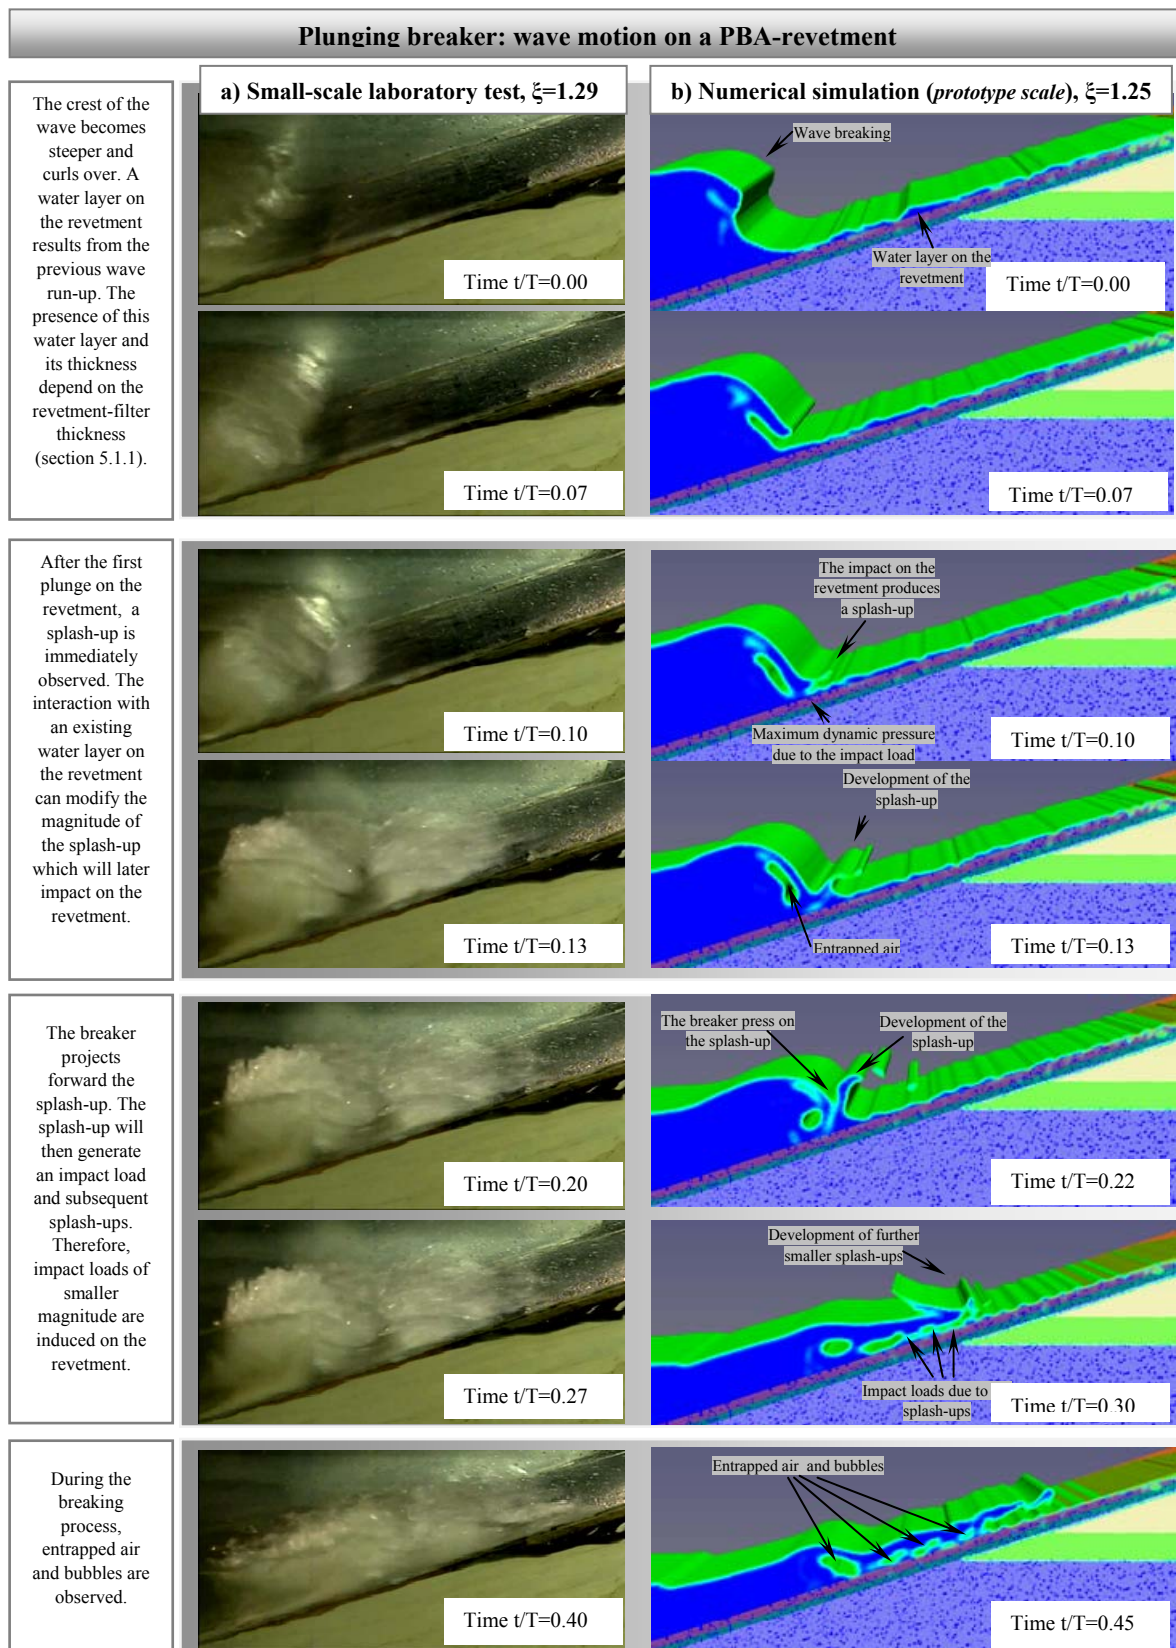 Plunging breaker: wave motion on a PBA-revetment
a) Small-scale laboratory test, ξ=1.29
b) Numerical simulation (prototype scale), ξ=1.25
The crest of the
wave becomes
steeper and
curls over. A
water layer on
the revetment
results from the
previous wave
run-up. The
presence of this
water layer and
its thickness
depend on the
revetment-filter
thickness
(section 5.1.1).
Time t/T=0.00
Wave breaking
Water layer on the
revetment
Time t/T=0.00
Time t/T=0.07
Time t/T=0.07
After the first
plunge on the
revetment, a
splash-up is
immediately
observed. The
interaction with
an existing
water layer on
the revetment
can modify the
magnitude of
the splash-up
which will later
impact on the
revetment.
Time t/T=0.10
The impact on the
revetment produces
a splash-up
Maximum dynamic pressure
due to the impact load
Time t/T=0.10
Time t/T=0.13
Development of the
splash-up
Entrapped air
Time t/T=0.13
The breaker
projects
forward the
splash-up. The
splash-up will
then generate
an impact load
and subsequent
splash-ups.
Therefore,
impact loads of
smaller
magnitude are
induced on the
revetment.
Time t/T=0.20
The breaker press on
the splash-up
Development of the
splash-up
Time t/T=0.22
Time t/T=0.27
Development of further
smaller splash-ups
Impact loads due to
splash-ups
Time t/T=0.30
During the
breaking
process,
entrapped air
and bubbles are
observed.
Time t/T=0.40
Entrapped air and bubbles
Time t/T=0.45